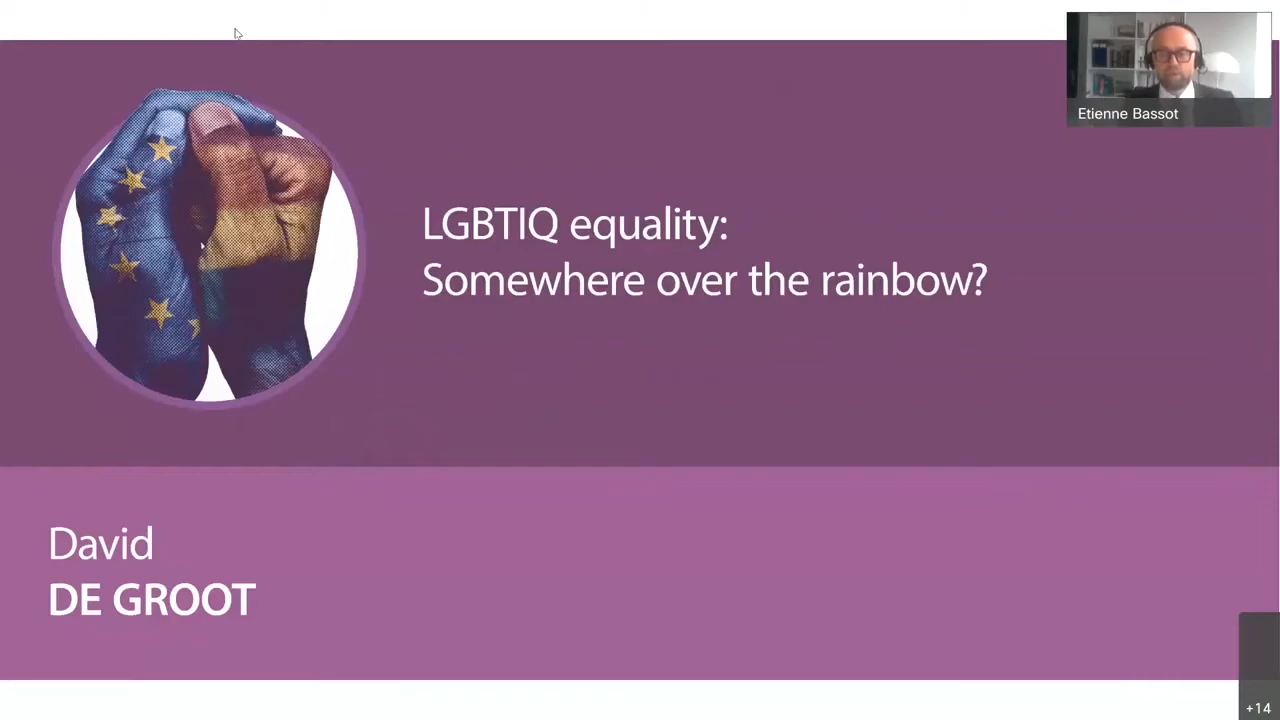 Etienne Bassot
LGBTIQ equality:
Somewhere over the rainbow?
David
DE GROOT
+14